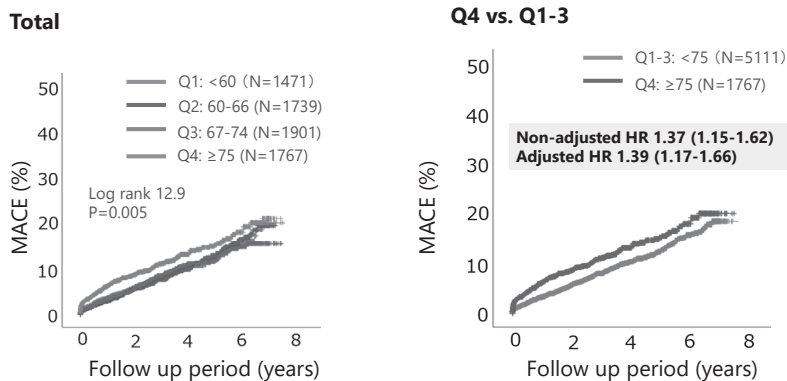 Total
Q1: <60 （N=1471）
Q2: 60-66 (N=1739)
Q3: 67-74 (N=1901)
Q4: ≥75 (N=1767)
Log rank 12.9
P=0.005
MACE (%)
50
40
30
20
10
0
0 2 4 6 8
Follow up period (years)
Q4 vs. Q1-3
Q1-3: <75 (N=5111）
Q4: ≥75 (N=1767)
Non-adjusted HR 1.37 (1.15-1.62)
Adjusted HR 1.39 (1.17-1.66)
MACE (%)
50
40
30
20
10
0
0 2 4 6 8
Follow up period (years)